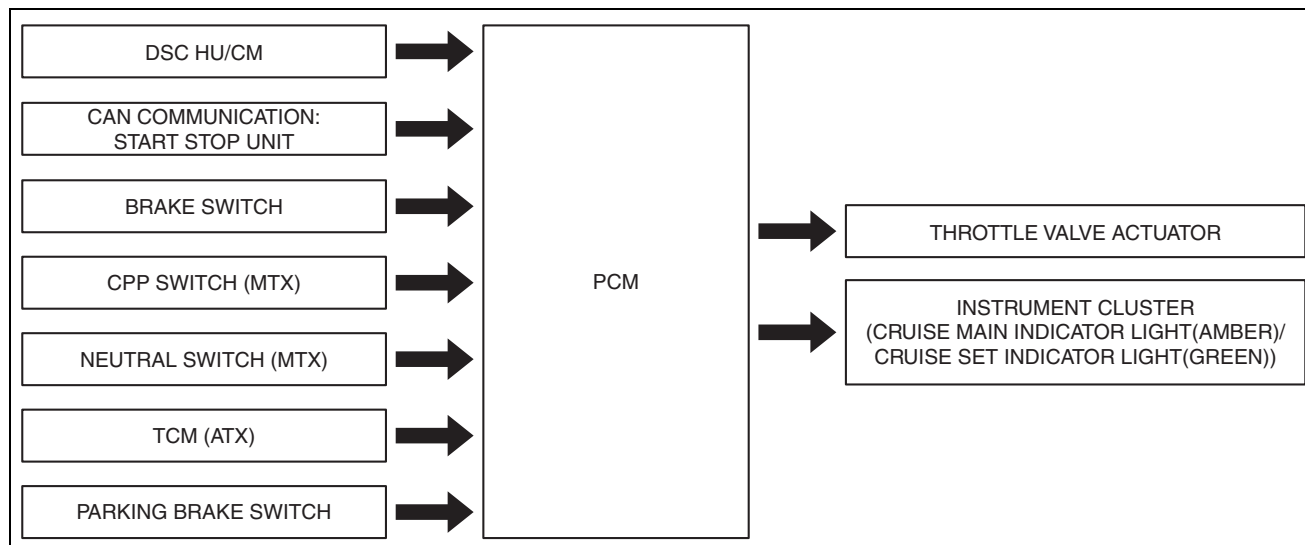 DSC HU/CM
CAN COMMUNICATION:
START STOP UNIT
BRAKE SWITCH
CPP SWITCH (MTX)
NEUTRAL SWITCH (MTX)
TCM (ATX)
PARKING BRAKE SWITCH
PCM
THROTTLE VALVE ACTUATOR
INSTRUMENT CLUSTER
(CRUISE MAIN INDICATOR LIGHT(AMBER)/
CRUISE SET INDICATOR LIGHT(GREEN))